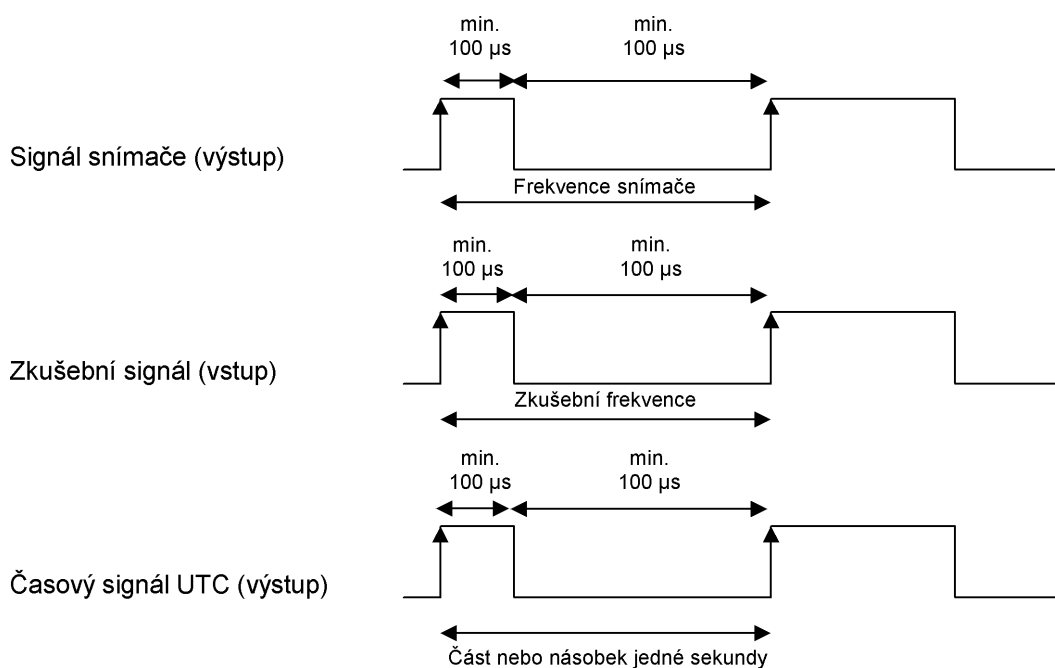 min.
100 µs
min.
100 µs
Signál snímače (výstup)
Frekvence snímače
min.
100 µs
min.
100 µs
Zkušební signál (vstup)
Zkušební frekvence
min.
100 µs
min.
100 µs
Časový signál UTC (výstup)
Část nebo násobek jedné sekundy